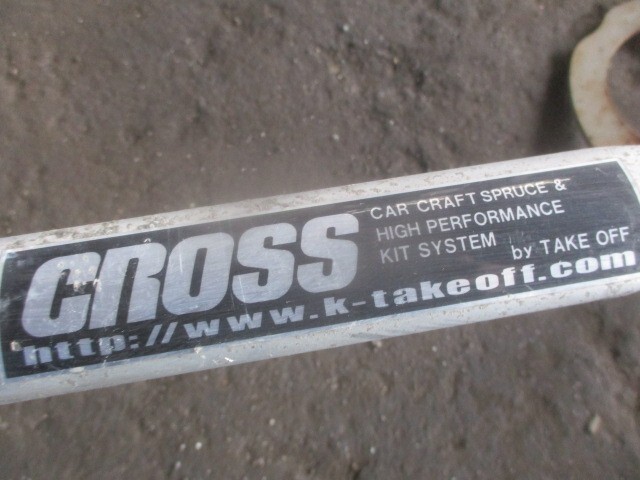 CROSS
CAR CRAFT SPRUCE &
HIGH PERFORMANCE
KIT SYSTEM by TAKE OFF
http://www.k-takeoff.com